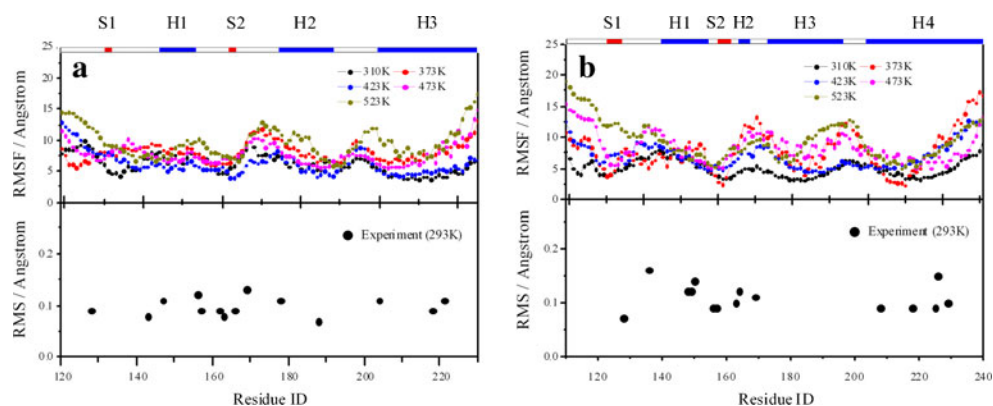 S1 H1 S2 H2 H3
25
20
15
10
5
0
RMSF / Angstrom
a
310K 373K
423K 473K
523K
0.2
0.1
0.0
RMS / Angstrom
Experiment (293K)
120 140 160 180 200 220
Residue ID
S1 H1 S2 H2 H3 H4
25
20
15
10
5
0
RMSF / Angstrom
b
310K 373K
423K 473K
523K
0.2
0.1
0.0
RMS / Angstrom
Experiment (293K)
120 140 160 180 200 220 240
Residue ID